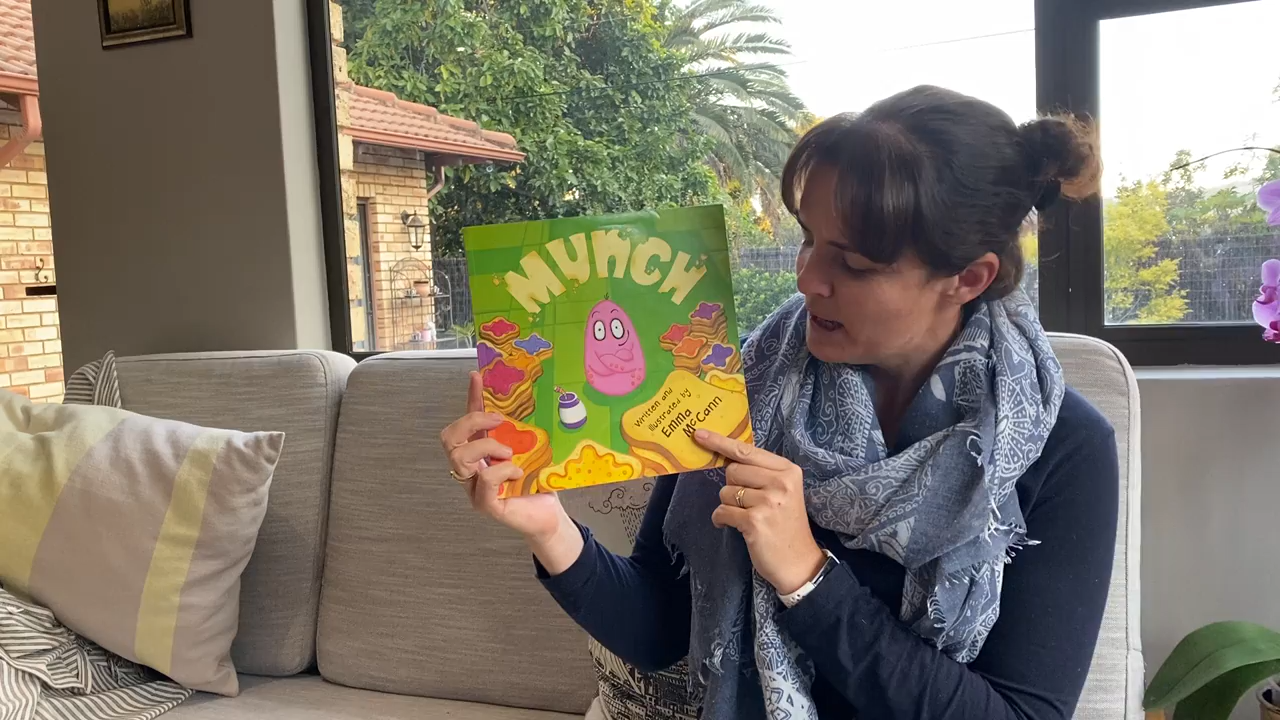 MUNCH
Written and
illustrated by
Emma
McCann